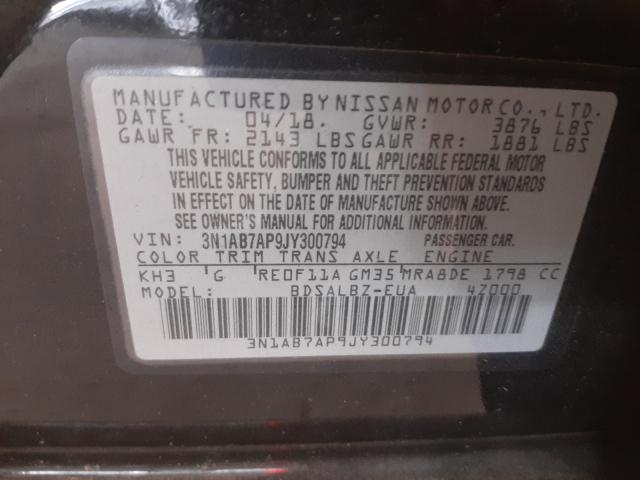 MANUFACTURED BY NISSAN MOTOR CO., LTD.
DATE: 04/18. GVWR: 3876 LBS
GAWR FR: 2143 LBS GAWR RR: 1881 LBS
THIS VEHICLE CONFORMS TO ALL APPLICABLE FEDERAL MOTOR
VEHICLE SAFETY, BUMPER AND THEFT PREVENTION STANDARDS
IN EFFECT ON THE DATE OF MANUFACTURE SHOWN ABOVE.
SEE OWNER'S MANUAL FOR ADDITIONAL INFORMATION.
VIN: 3N1AB7AP9JY300794 PASSENGER CAR.
COLOR TRIM TRANS AXLE ENGINE
KH3 G RE0F11A GM35 MRA8DE 1798 CC
MODEL: BDSALBZ-EUA 4Z000
3N1AB7AP9JY300794